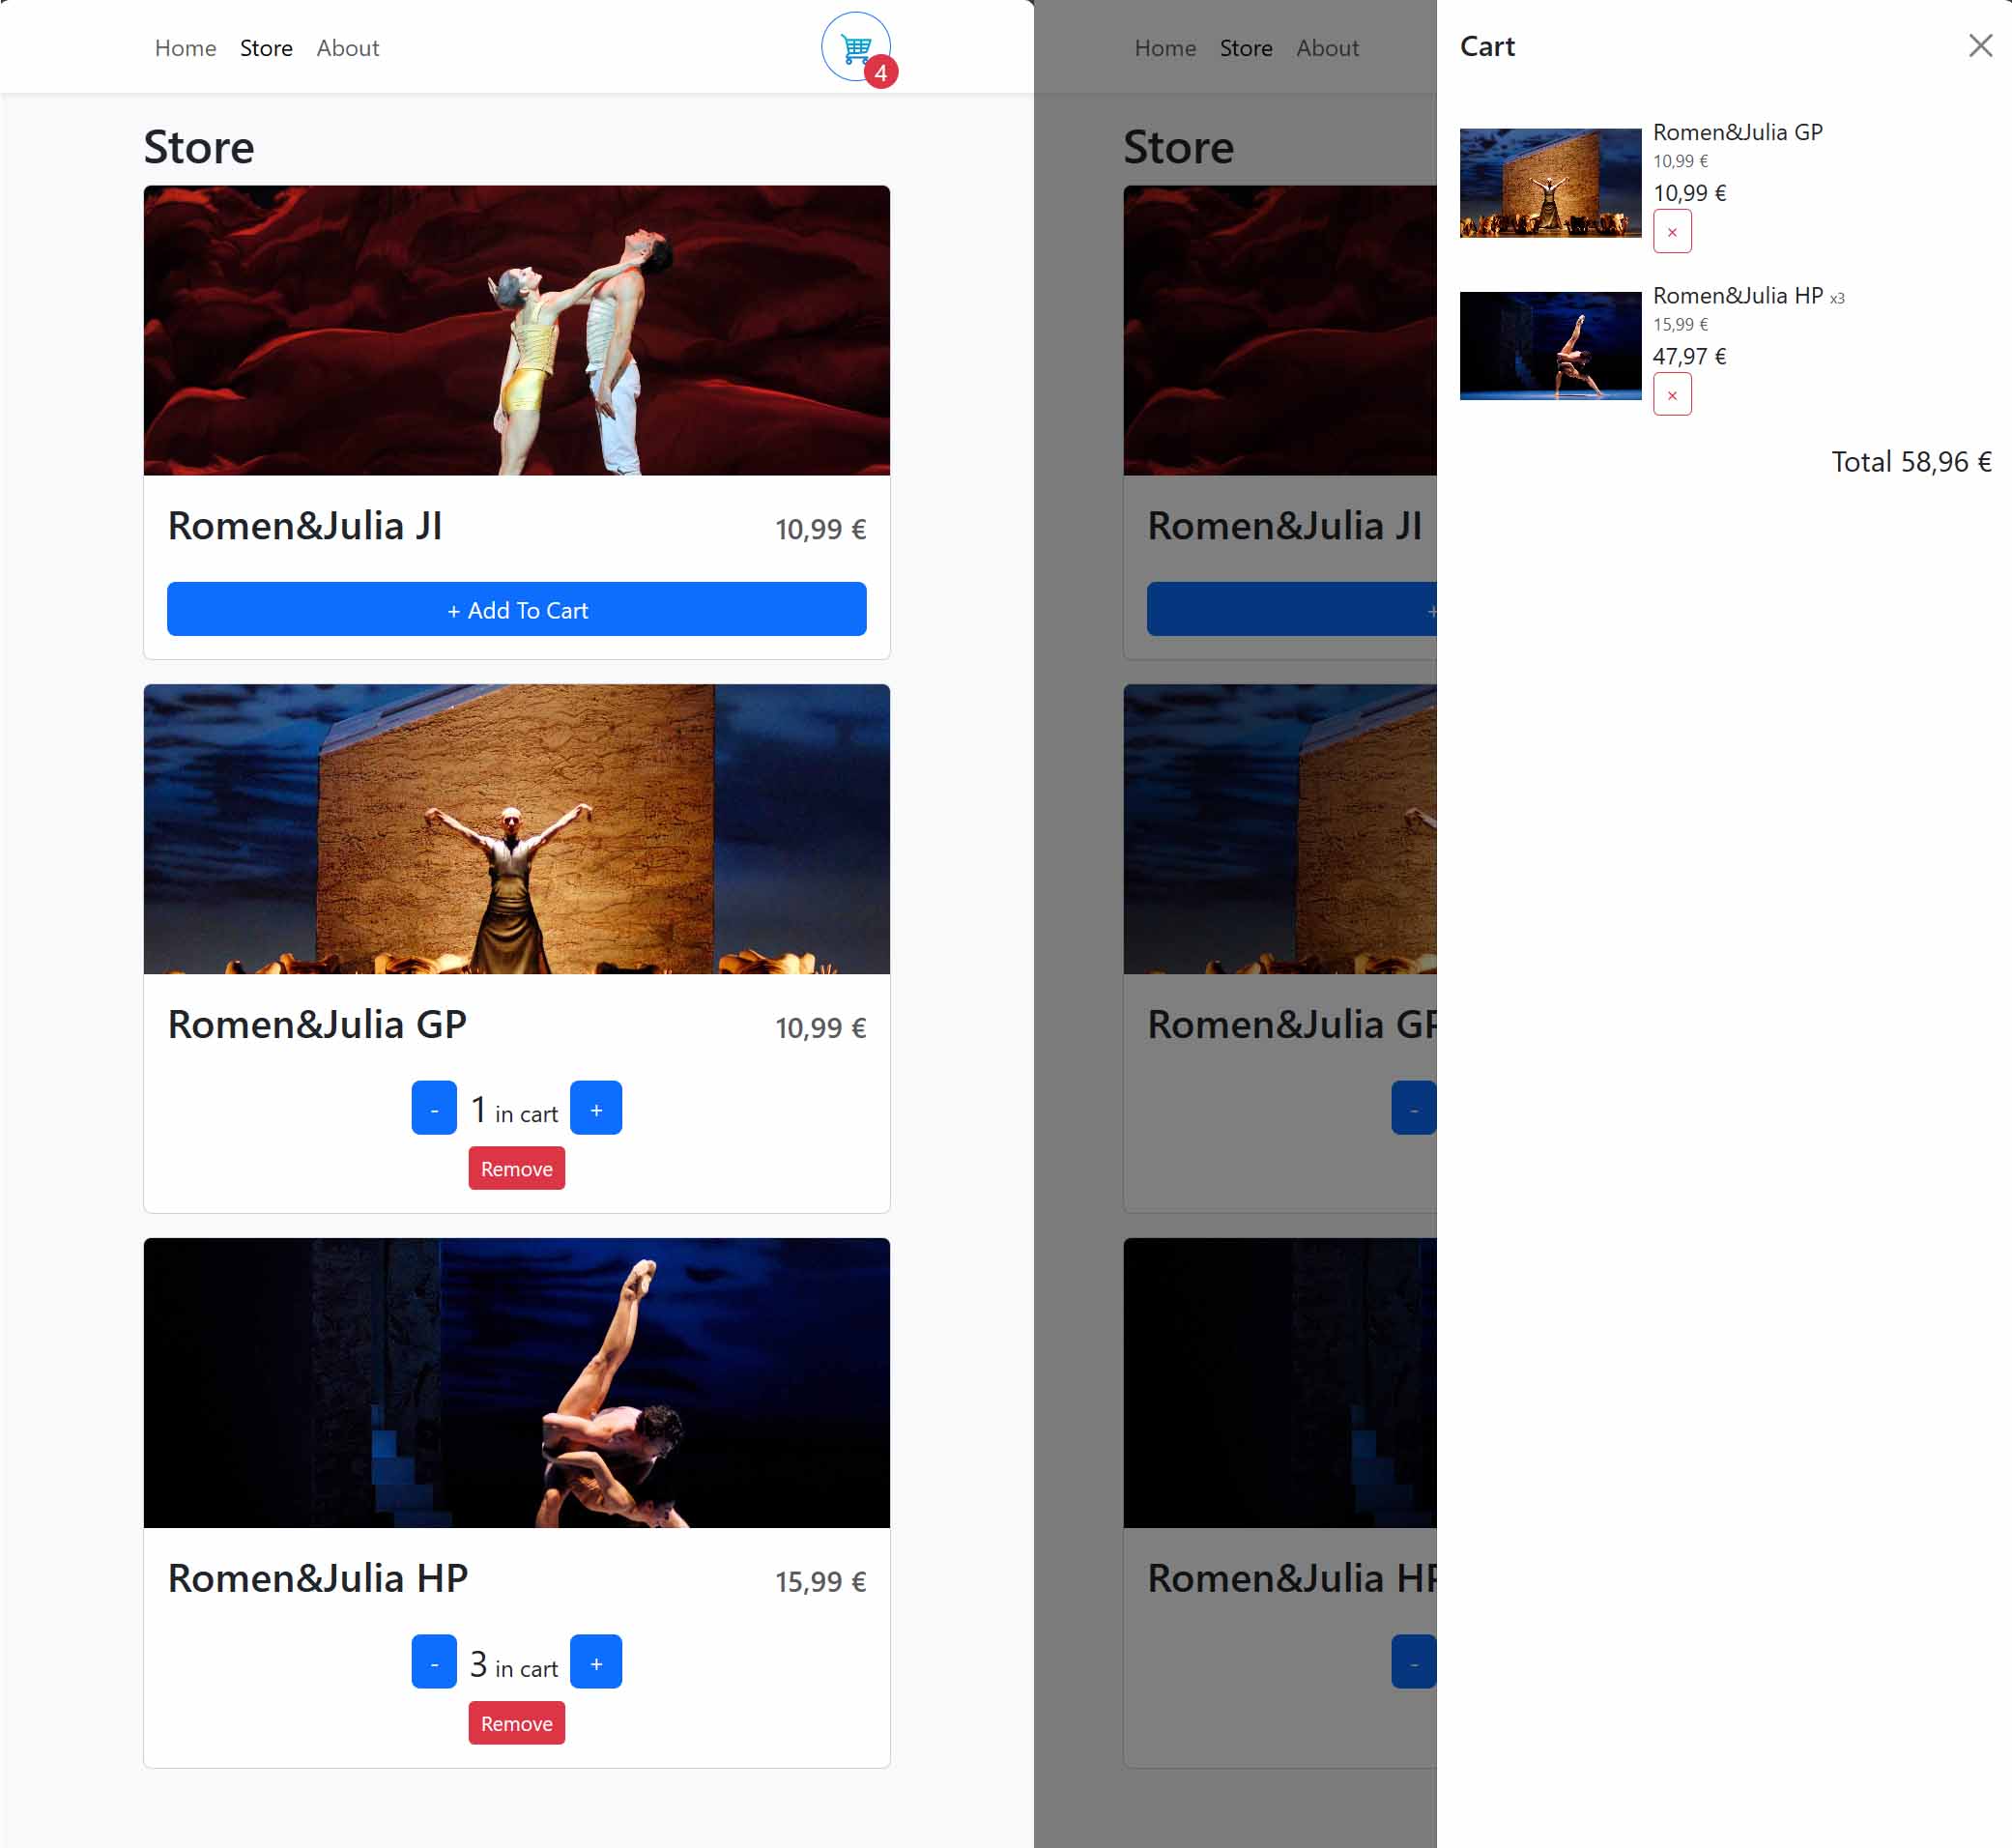 Home Store About
4
Store
Romen&Julia JI 10,99 €
+ Add To Cart
Romen&Julia GP 10,99 €
- 1 in cart +
Remove
Romen&Julia HP 15,99 €
- 3 in cart +
Remove
Home Store About
Store
Romen&Julia JI
+
Romen&Julia GP
-
Romen&Julia HP
-
Cart
Romen&Julia GP
10,99 €
10,99 €
×
Romen&Julia HP x3
15,99 €
47,97 €
×
Total 58,96 €